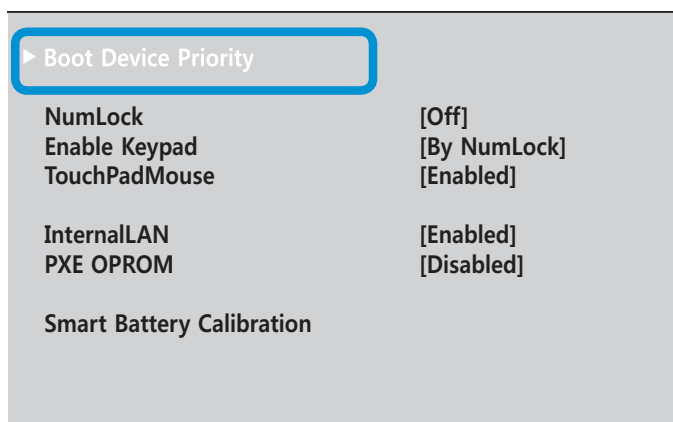 ▶ Boot Device Priority
NumLock [Off]
Enable Keypad [By NumLock]
TouchPadMouse [Enabled]
InternalLAN [Enabled]
PXE OPROM [Disabled]
Smart Battery Calibration